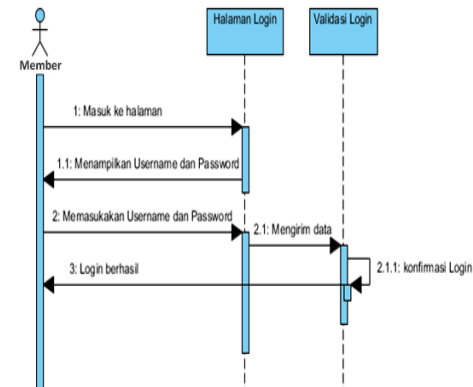 Halaman Login
Validasi Login
Member
1: Masuk ke halaman
1.1: Menampilkan Username dan Password
2: Memasukakan Username dan Password
2.1: Mengirim data
2.1.1: konfirmasi Login
3: Login berhasil